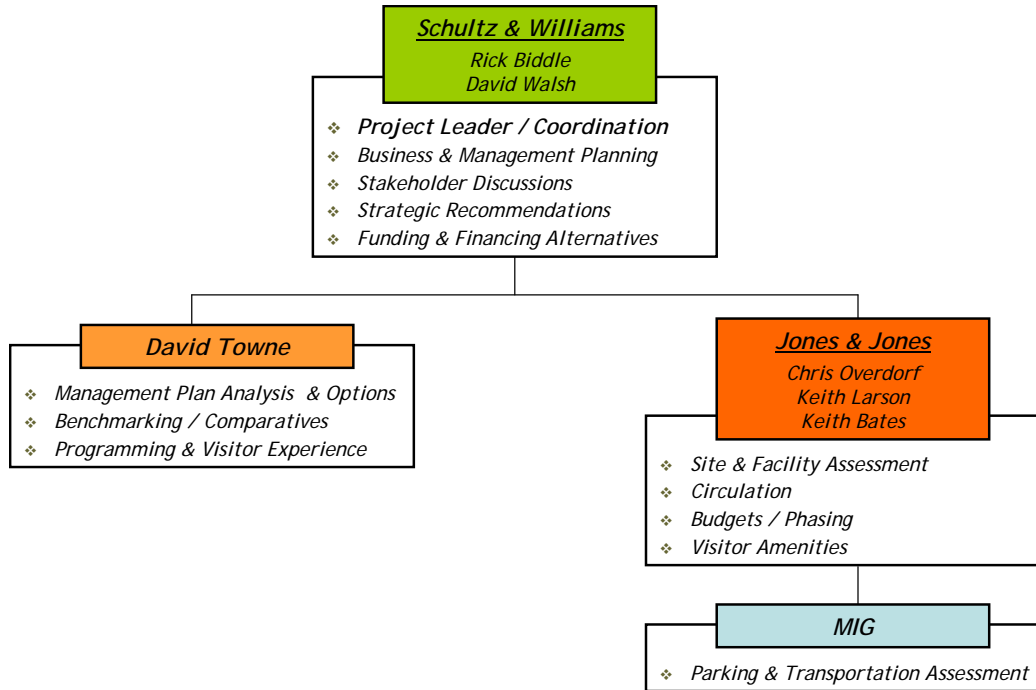 Schultz & Williams
Rick Biddle
David Walsh
Project Leader / Coordination
Business & Management Planning
Stakeholder Discussions
Strategic Recommendations
Funding & Financing Alternatives
David Towne
Management Plan Analysis & Options
Benchmarking / Comparatives
Programming & Visitor Experience
Jones & Jones
Chris Overdorf
Keith Larson
Keith Bates
Site & Facility Assessment
Circulation
Budgets / Phasing
Visitor Amenities
MIG
Parking & Transportation Assessment